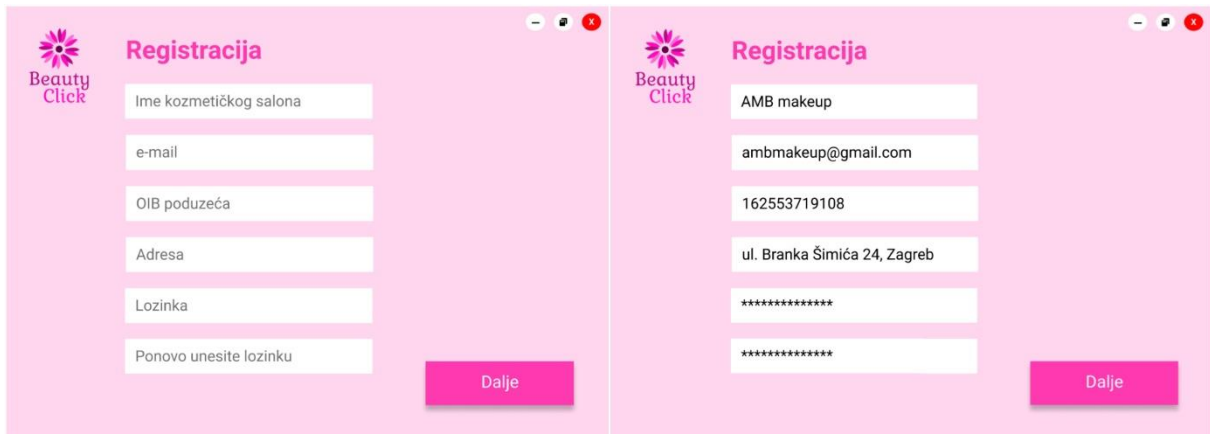 Beauty
Click
Registracija
Ime kozmetičkog salona
e-mail
OIB poduzeća
Adresa
Lozinka
Ponovo unesite lozinku
Dalje
X
Beauty
Click
Registracija
AMB makeup
ambmakeup@gmail.com
162553719108
ul. Branka Šimića 24, Zagreb
**************
**************
Dalje
X